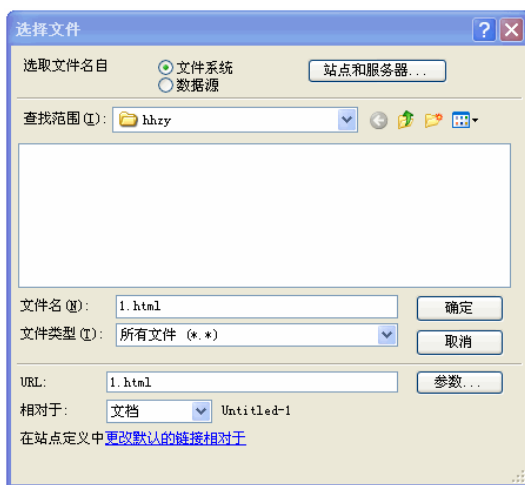 选择文件
选取文件名自
文件系统
站点和服务器...
数据源
查找范围(I):
hhzy
文件名(N):
1.html
确定
文件类型(T):
所有文件 (*.*)
取消
URL:
1.html
参数...
相对于:
文档
Untitled-1
在站点定义中更改默认的链接相对于